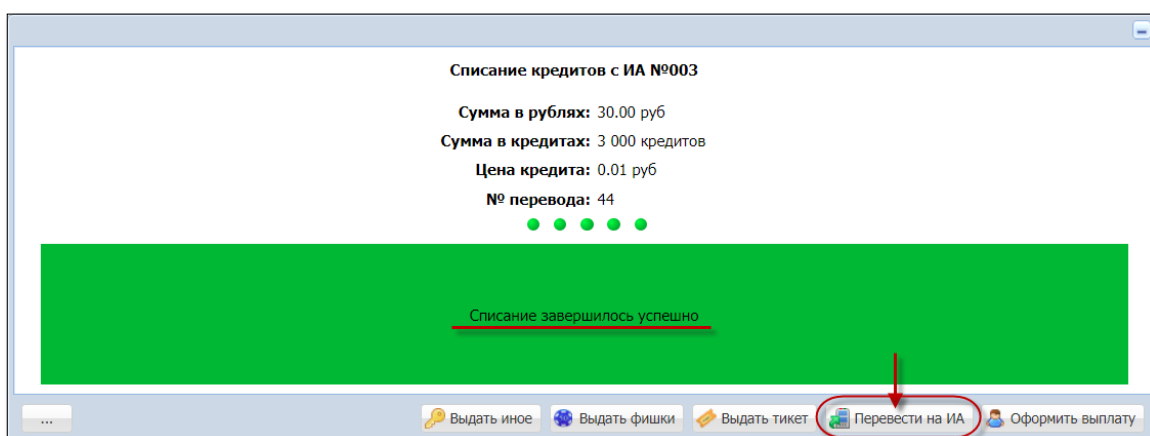 Списание кредитов с ИА №003
Сумма в рублях: 30.00 руб
Сумма в кредитах: 3 000 кредитов
Цена кредита: 0.01 руб
№ перевода: 44
Списание завершилось успешно
... Выдать иное Выдать фишки Выдать тикет Перевести на ИА Оформить выплату